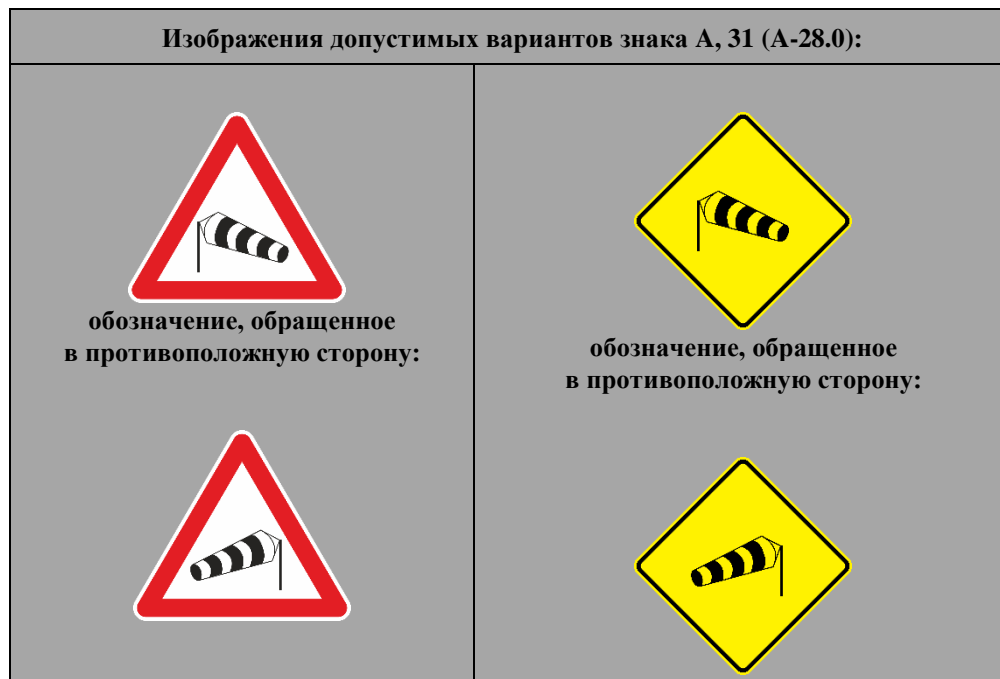 Изображения допустимых вариантов знака A, 31 (A-28.0):
обозначение, обращенное
в противоположную сторону:
обозначение, обращенное
в противоположную сторону: